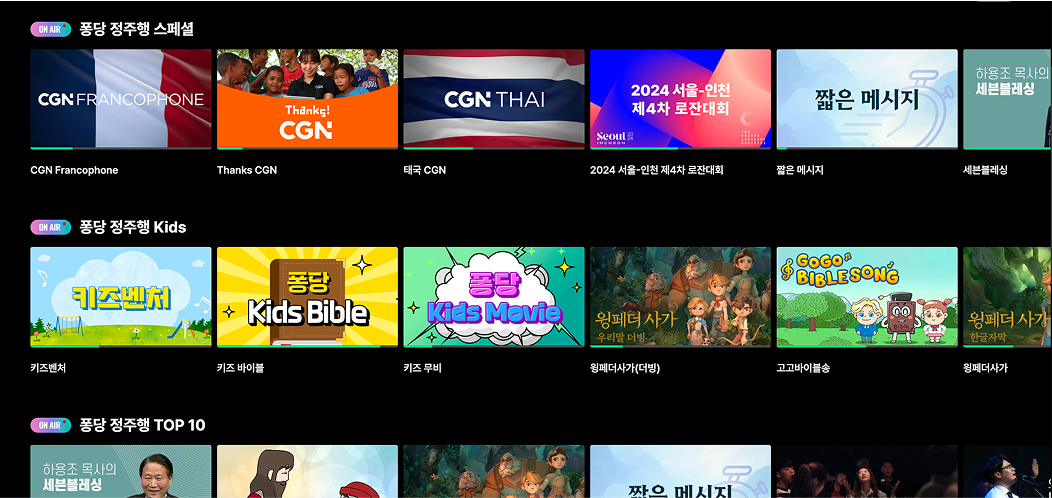 ON AIR 퐁당 정주행 스페셜
CGN FRANCOPHONE
Thanks!
CGN
CGN THAI
2024 서울-인천
제4차 로잔대회
Seoul 2024
INCHEON
짧은 메시지
하용조 목사의
세븐블레싱
CGN Francophone
Thanks CGN
태국 CGN
2024 서울-인천 제4차 로잔대회
짧은 메시지
세븐블레싱
ON AIR 퐁당 정주행 Kids
키즈벤처
퐁당
Kids Bible
퐁당
Kids Movie
윙페더 사가
우리말 더빙
GOGO
BIBLE SONG
Bible
윙페더 사가
한글자막
키즈벤처
키즈 바이블
키즈 무비
윙페더사가(더빙)
고고바이블송
윙페더사가
ON AIR 퐁당 정주행 TOP 10
하용조 목사의
세븐블레싱
짧은 메시지